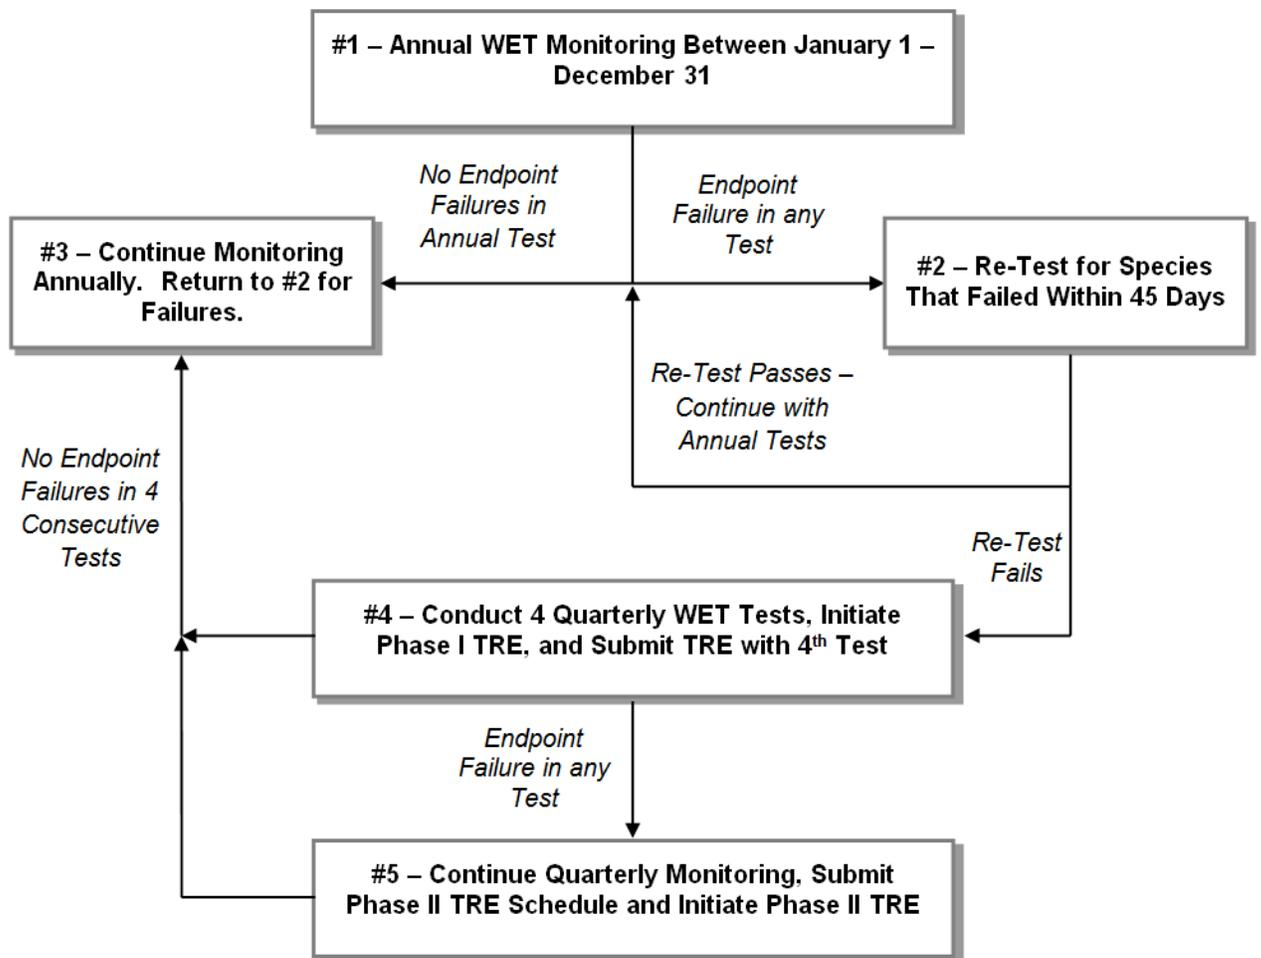 #1 – Annual WET Monitoring Between January 1 –
December 31
No Endpoint
Failures in
Annual Test
Endpoint
Failure in any
Test
#3 – Continue Monitoring
Annually.  Return to #2 for
Failures.
#2 – Re-Test for Species
That Failed Within 45 Days
Re-Test Passes –
Continue with
Annual Tests
No Endpoint
Failures in 4
Consecutive
Tests
Re-Test
Fails
#4 – Conduct 4 Quarterly WET Tests, Initiate
Phase I TRE, and Submit TRE with 4th Test
Endpoint
Failure in any
Test
#5 – Continue Quarterly Monitoring, Submit
Phase II TRE Schedule and Initiate Phase II TRE